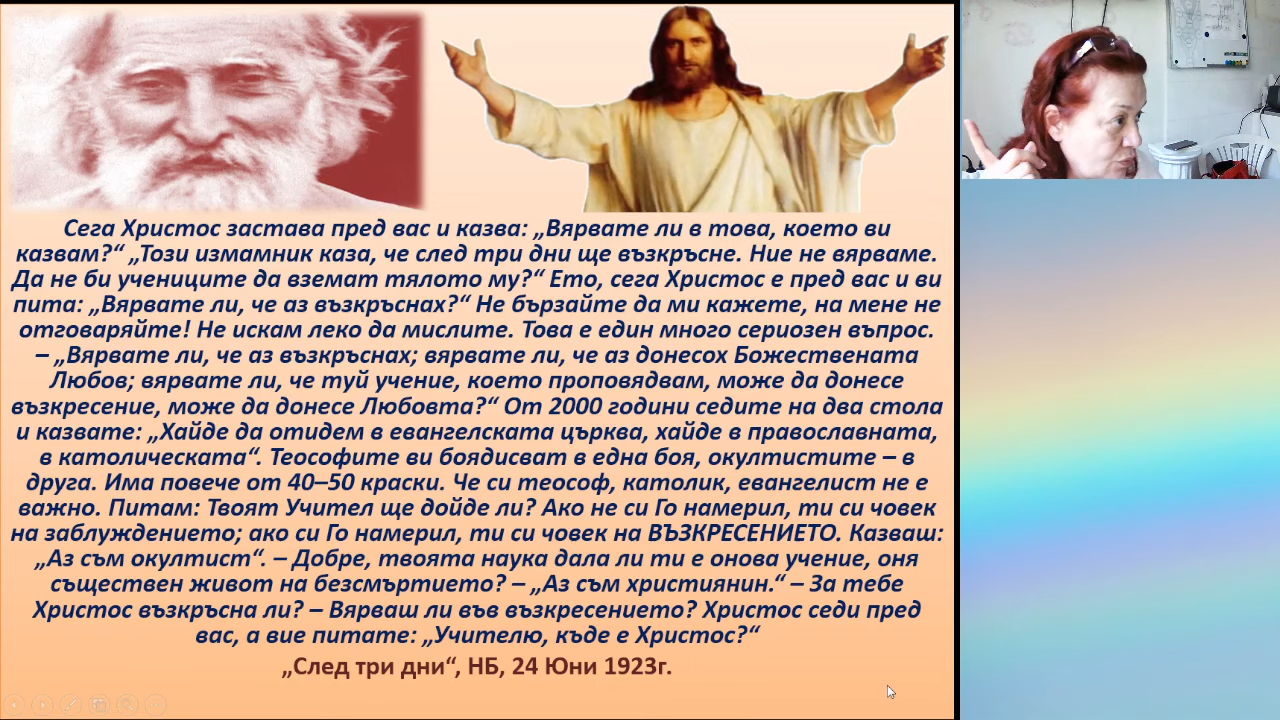 Сега Христос застава пред вас и казва: „Вярвате ли в това, което ви
казвам?“ „Този измамник каза, че след три дни ще възкръсне. Ние не вярваме.
Да не би учениците да вземат тялото му?“ Ето, сега Христос е пред вас и ви
пита: „Вярвате ли, че аз възкръснах?“ Не бързайте да ми кажете, на мене не
отговаряйте! Не искам леко да мислите. Това е един много сериозен въпрос.
– „Вярвате ли, че аз възкръснах; вярвате ли, че аз донесох Божествената
Любов; вярвате ли, че туй учение, което проповядвам, може да донесе
възкресение, може да донесе Любовта?“ От 2000 години седите на два стола
и казвате: „Хайде да отидем в евангелската църква, хайде в православната,
в католическата“. Теософите ви боядисват в една боя, окултистите – в
друга. Има повече от 40–50 краски. Че си теософ, католик, евангелист не е
важно. Питам: Твоят Учител ще дойде ли? Ако не си Го намерил, ти си човек
на заблуждението; ако си Го намерил, ти си човек на ВЪЗКРЕСЕНИЕТО. Казваш:
„Аз съм окултист“. – Добре, твоята наука дала ли ти е онова учение, оня
съществен живот на безсмъртието? – „Аз съм християнин.“ – За тебе
Христос възкръсна ли? – Вярваш ли във възкресението? Христос седи пред
вас, а вие питате: „Учителю, къде е Христос?“
„След три дни“, НБ, 24 Юни 1923г.